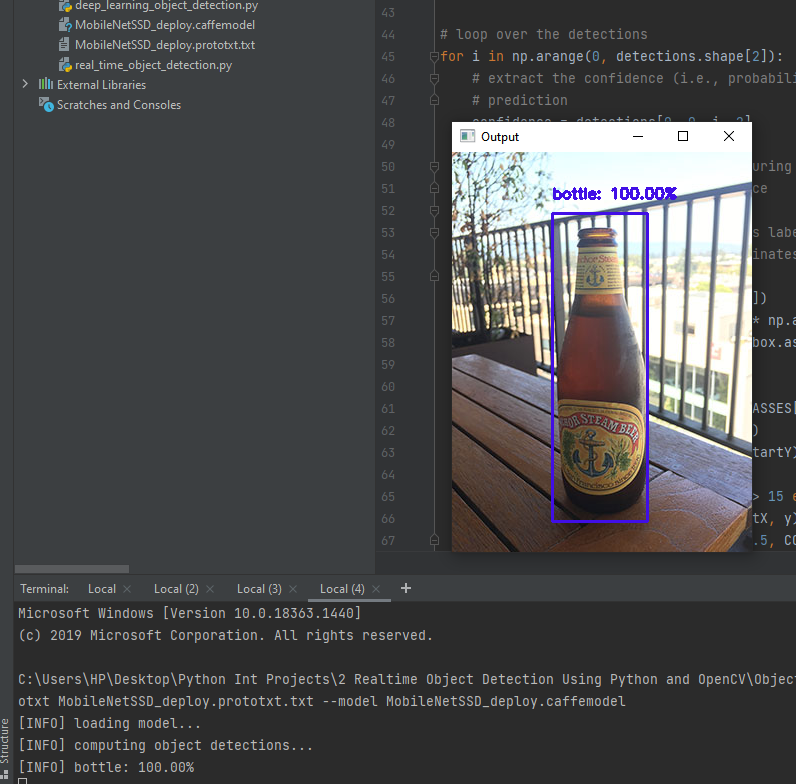 deep_learning_object_detection.py
MobileNetSSD_deploy.caffemodel
MobileNetSSD_deploy.prototxt.txt
real_time_object_detection.py
External Libraries
Scratches and Consoles
43
44 # loop over the detections
45 for i in np.arange(0, detections.shape[2]):
46 # extract the confidence (i.e., probabili
47 # prediction
48 confidence = detections[0, 0, i, 2]
Output
49
50 uring
51 ce
52
53 s labe
54 inates
55
56 ])
57 * np.a
58 box.as
59
60
61 ASSES[
62 )
63 tartY)
64
65 > 15 e
66 tX, y)
67 .5, CO
bottle: 100.00%
Anchor Steam
ANCHOR STEAM BEER
Terminal: Local × Local (2) × Local (3) × Local (4) × +
Microsoft Windows [Version 10.0.18363.1440]
(c) 2019 Microsoft Corporation. All rights reserved.
C:\Users\HP\Desktop\Python Int Projects\2 Realtime Object Detection Using Python and OpenCV\Object
otxt MobileNetSSD_deploy.prototxt.txt --model MobileNetSSD_deploy.caffemodel
[INFO] loading model...
[INFO] computing object detections...
[INFO] bottle: 100.00%
Structure